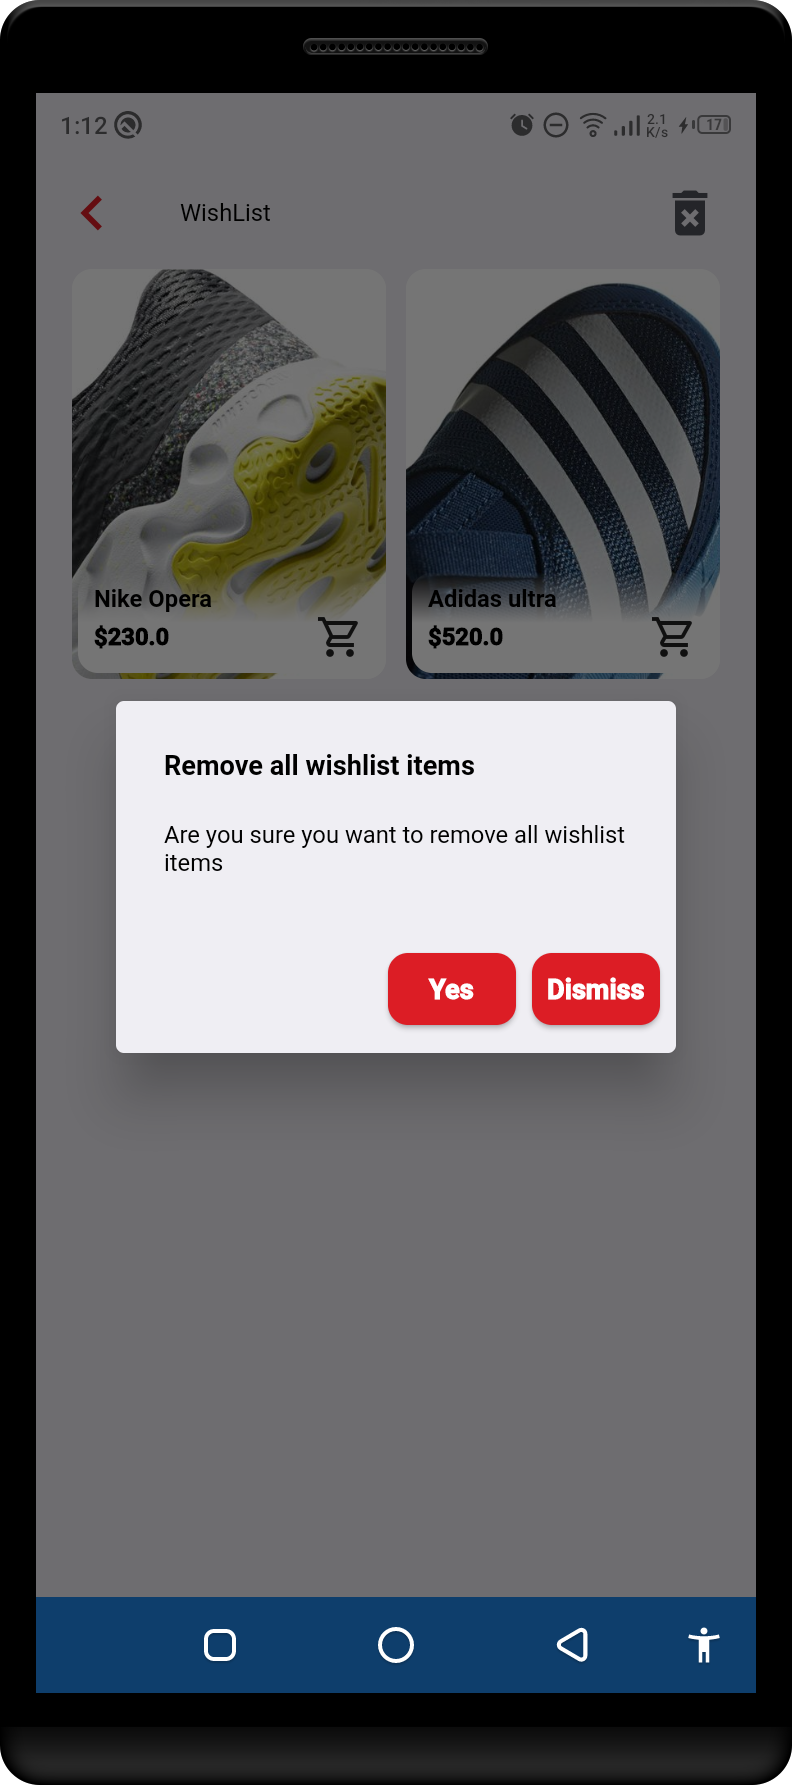 1:12
2.1
K/s
17
WishList
Nike Opera
$230.0
Adidas ultra
$520.0
Remove all wishlist items
Are you sure you want to remove all wishlist
items
Yes
Dismiss